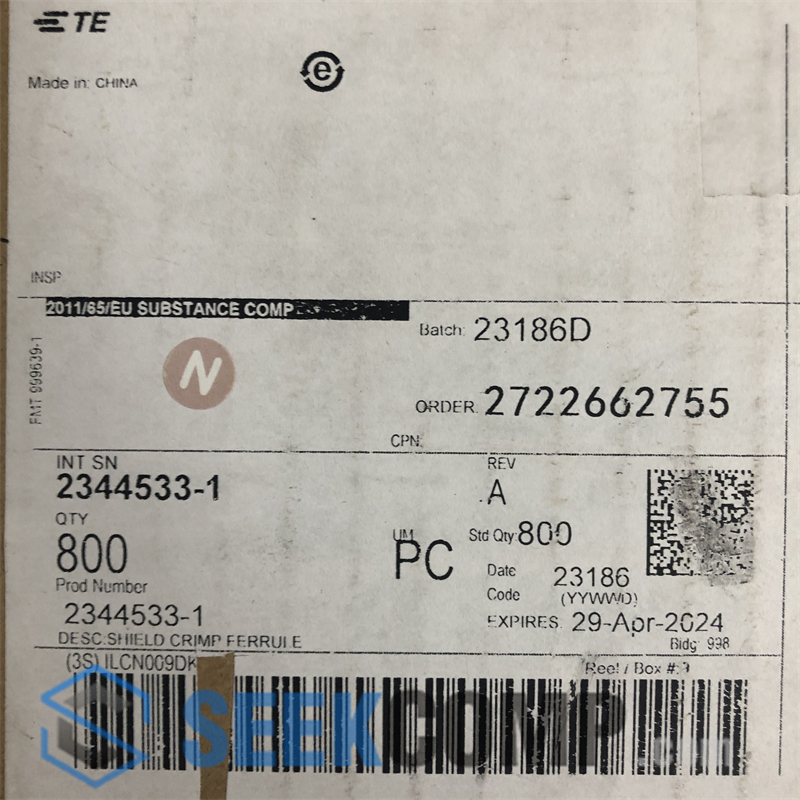 TE
Made in: CHINA
e
INSP
2011/65/EU SUBSTANCE COMP
FMT 999639-1
N
Batch: 23186D
ORDER: 2722662755
CPN:
INT SN
2344533-1
REV
A
QTY
800
UM
PC
Std Qty: 800
Date
Code
23186
(YYWWD)
Prod Number
2344533-1
EXPIRES: 29-Apr-2024
DESC:SHIELD CRIMP FERRULE
Bldg: 998
(3S) ILCN009DK
Reel / Box #:
SEEKCOMP.com